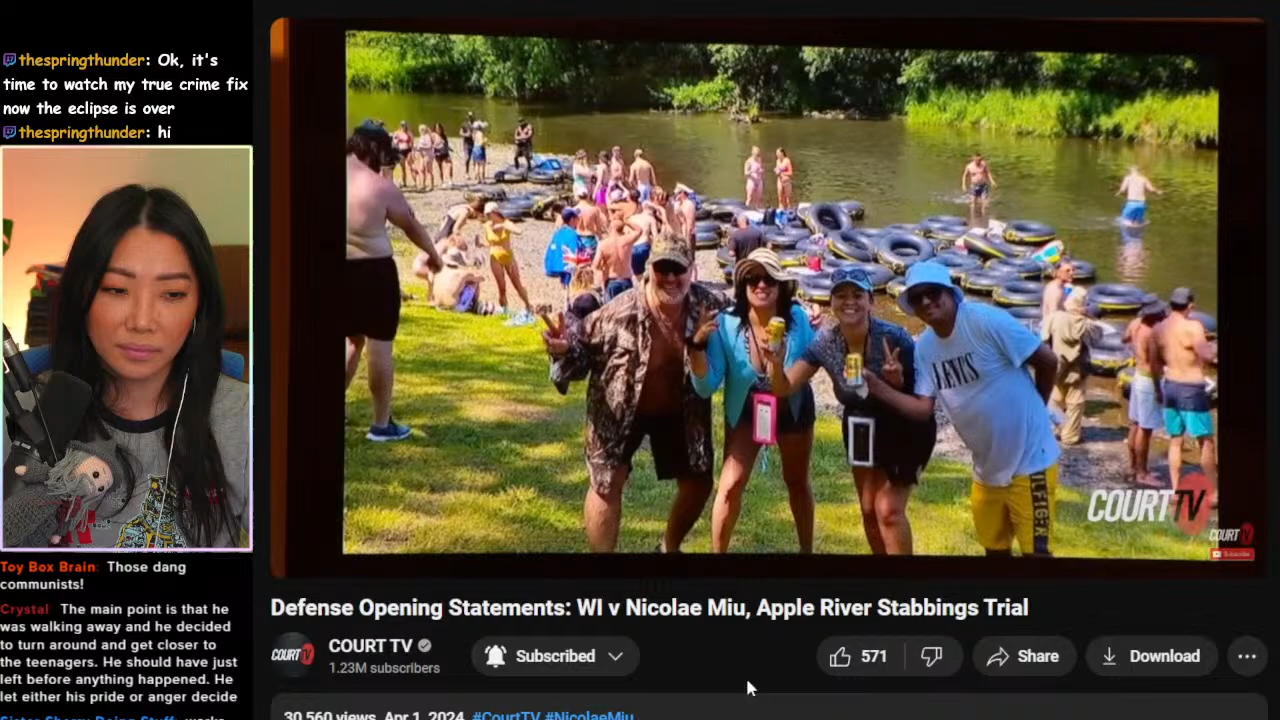 thespringthunder: Ok, it's
time to watch my true crime fix
now the eclipse is over
thespringthunder: hi
Toy Box Brain: Those dang
communists!
Crystal: The main point is that he
was walking away and he decided
to turn around and get closer to
the teenagers. He should have just
left before anything happened. He
let either his pride or anger decide
LEVI'S
COURT TV
COURT TV
Subscribe
Defense Opening Statements: WI v Nicolae Miu, Apple River Stabbings Trial
COURT TV
COURT TV
1.23M subscribers
Subscribed
571
Share
Download
30,560 views Apr 1, 2024 #CourtTV #NicolaeMiu